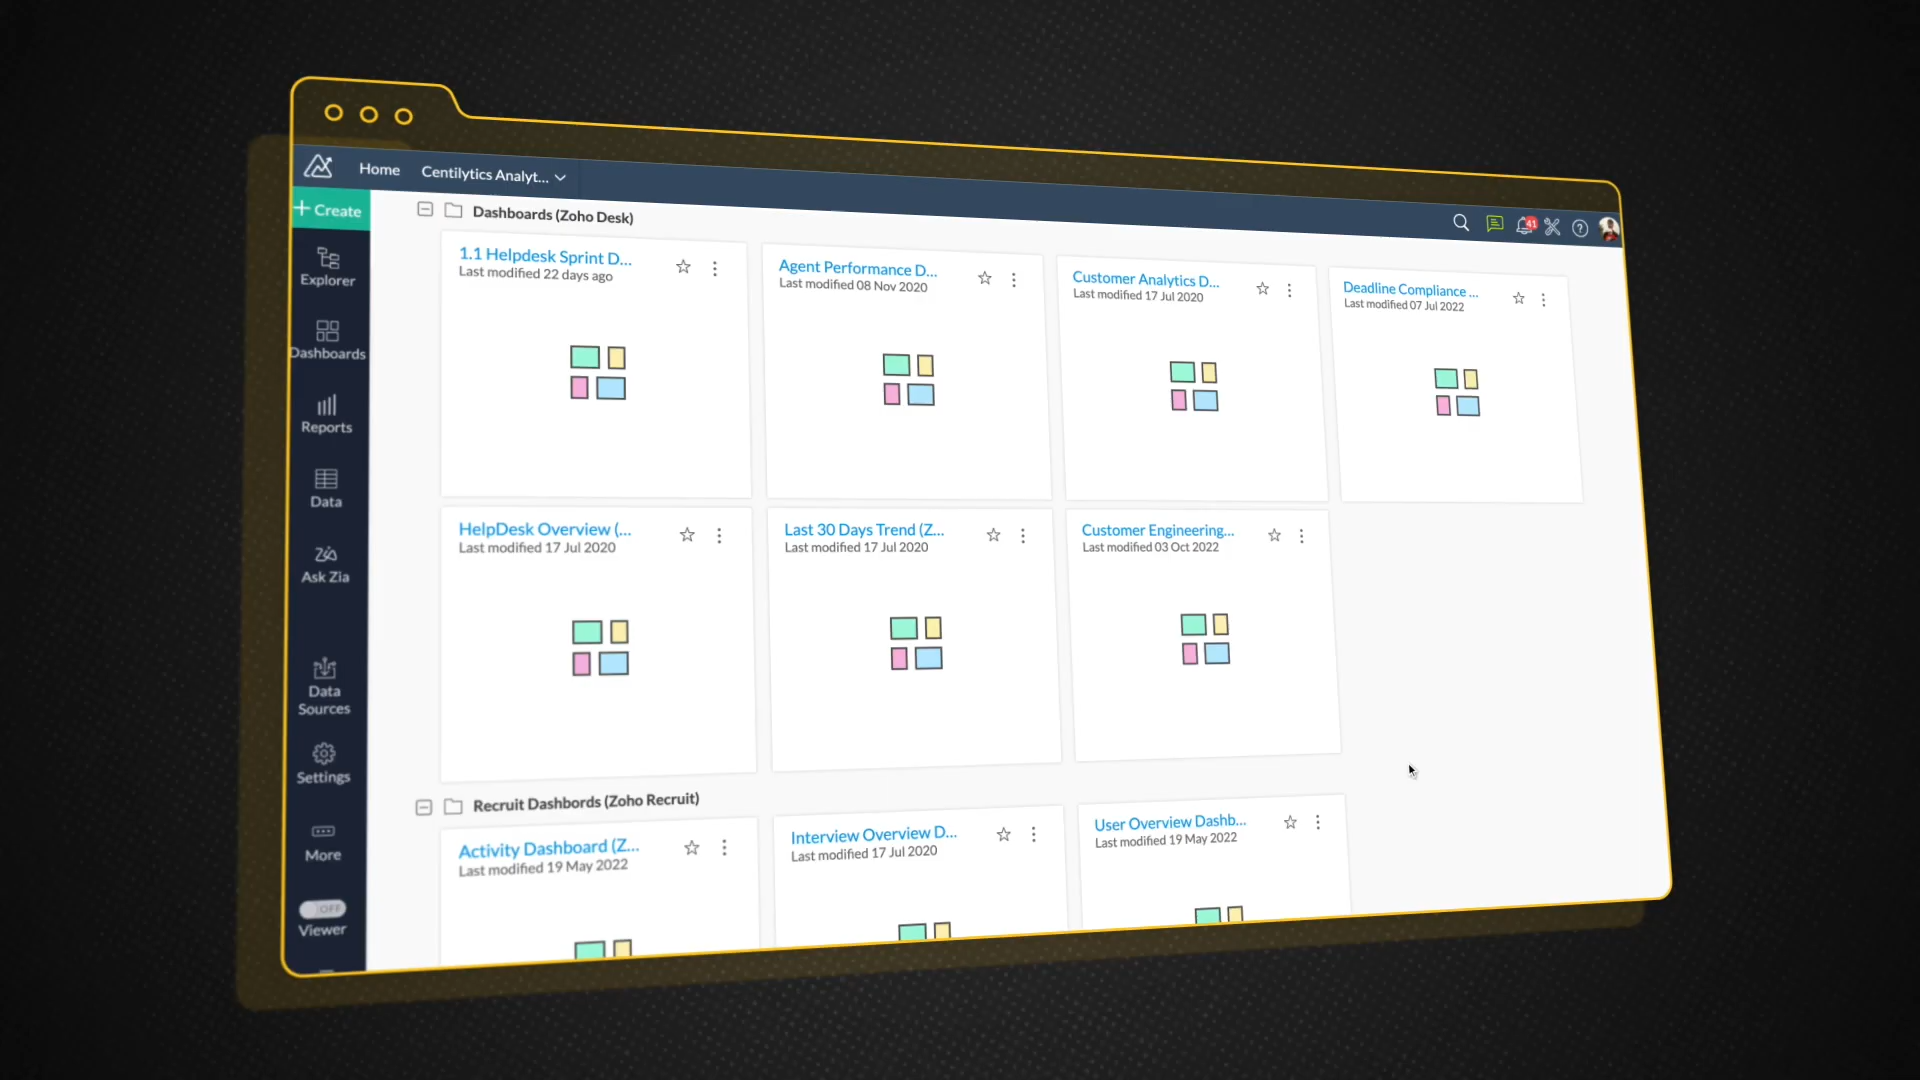 Home
Centilytics Analyt...
41
+ Create
Explorer
Dashboards
Reports
Data
Ask Zia
Data
Sources
Settings
More
OFF
Viewer
Dashboards (Zoho Desk)
1.1 Helpdesk Sprint D...
Last modified 22 days ago
Agent Performance D...
Last modified 08 Nov 2020
Customer Analytics D...
Last modified 17 Jul 2020
Deadline Compliance ...
Last modified 07 Jul 2022
HelpDesk Overview (...
Last modified 17 Jul 2020
Last 30 Days Trend (Z...
Last modified 17 Jul 2020
Customer Engineering...
Last modified 03 Oct 2022
Recruit Dashbords (Zoho Recruit)
Activity Dashboard (Z...
Last modified 19 May 2022
Interview Overview D...
Last modified 17 Jul 2020
User Overview Dashb...
Last modified 19 May 2022